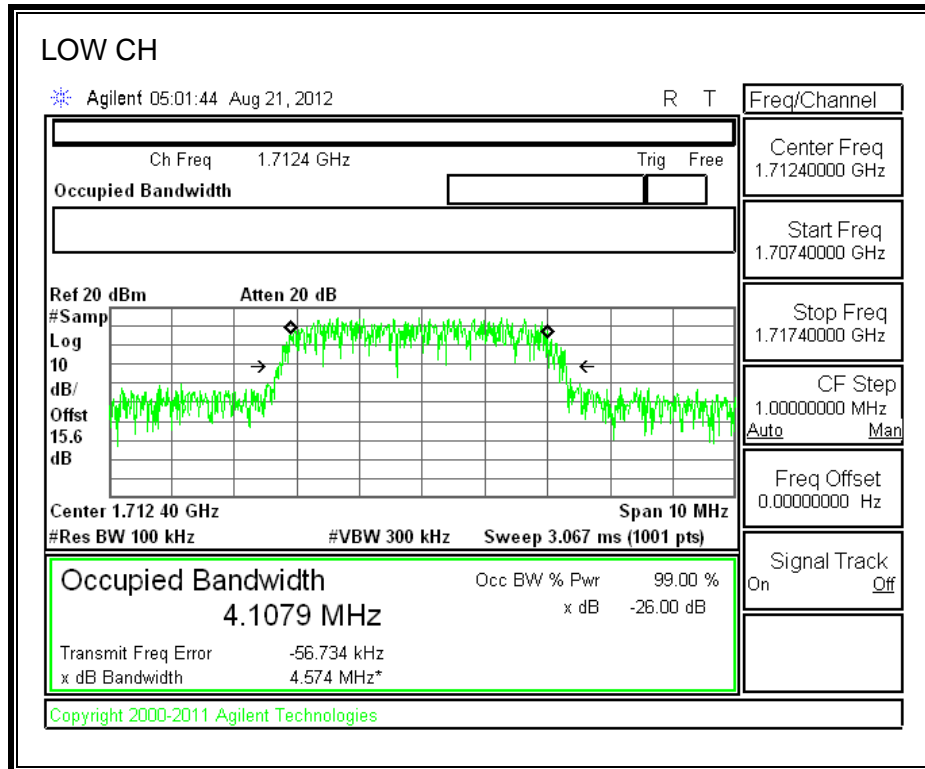 LOW CH
Agilent 05:01:44 Aug 21, 2012 R T
Freq/Channel
Ch Freq 1.7124 GHz Trig Free
Occupied Bandwidth
Center Freq
1.71240000 GHz
Start Freq
1.70740000 GHz
Stop Freq
1.71740000 GHz
CF Step
1.00000000 MHz
Auto Man
Freq Offset
0.00000000 Hz
Signal Track
On Off
Ref 20 dBm Atten 20 dB
#Samp
Log
10
dB/
Offst
15.6
dB
Center 1.712 40 GHz Span 10 MHz
#Res BW 100 kHz #VBW 300 kHz Sweep 3.067 ms (1001 pts)
Occupied Bandwidth
4.1079 MHz
Occ BW % Pwr 99.00 %
x dB -26.00 dB
Transmit Freq Error -56.734 kHz
x dB Bandwidth 4.574 MHz*
Copyright 2000-2011 Agilent Technologies